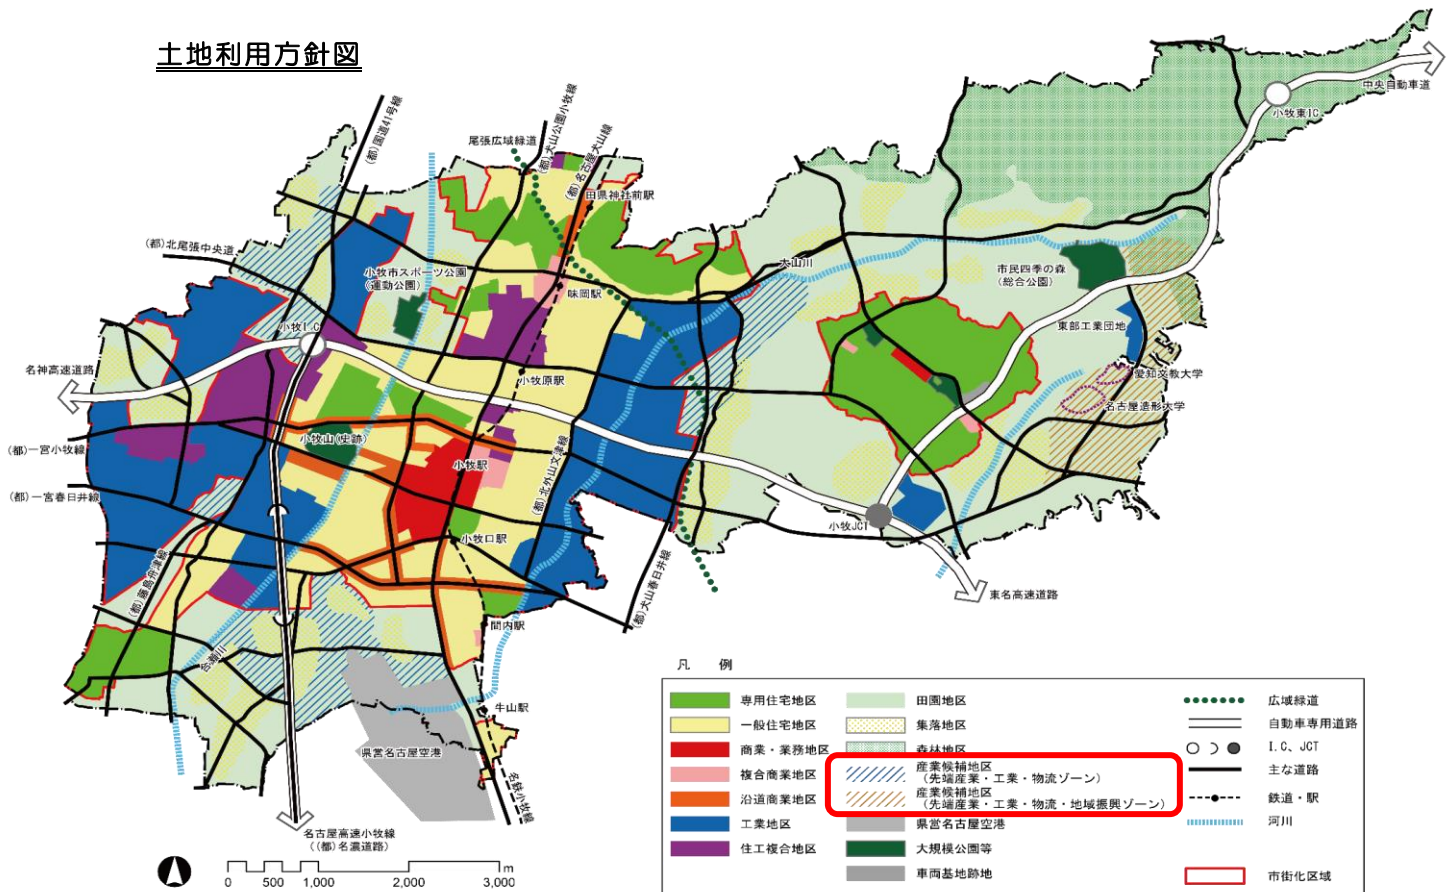 土地利用方針図
(都)国道41号線
尾張広域緑道
(都)犬山公園小牧線
(都)名古屋犬山線
田県神社前駅
中央自動車道
小牧東IC
(都)北尾張中央道
小牧市スポーツ公園
(運動公園)
大山川
市民四季の森
(総合公園)
味岡駅
小牧I.C
東部工業団地
名神高速道路
小牧原駅
愛知文教大学
名古屋造形大学
(都)一宮小牧線
小牧山(史跡)
小牧駅
(都)北外山文津線
(都)一宮春日井線
小牧JCT
小牧口駅
(都)藤島舟津線
(都)犬山春日井線
東名高速道路
間内駅
合瀬川
牛山駅
県営名古屋空港
名鉄小牧線
名古屋高速小牧線
((都)名濃道路)
0 500 1,000 2,000 3,000 m
凡 例
専用住宅地区
一般住宅地区
商業・業務地区
複合商業地区
沿道商業地区
工業地区
住工複合地区
田園地区
集落地区
森林地区
産業候補地区
(先端産業・工業・物流ゾーン)
産業候補地区
(先端産業・工業・物流・地域振興ゾーン)
県営名古屋空港
大規模公園等
車両基地跡地
広域緑道
自動車専用道路
I.C、JCT
主な道路
鉄道・駅
河川
市街化区域